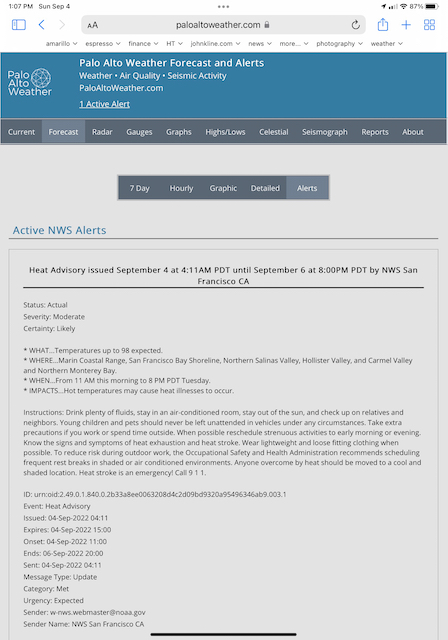 1:07 PM Sun Sep 4
87%
AA
paloaltoweather.com
amarillo espresso finance HT johnkline.com news more... photography weather
Palo Alto Weather
Palo Alto Weather Forecast and Alerts
Weather • Air Quality • Seismic Activity
PaloAltoWeather.com
1 Active Alert
Current Forecast Radar Gauges Graphs Highs/Lows Celestial Seismograph Reports About
7 Day Hourly Graphic Detailed Alerts
Active NWS Alerts
Heat Advisory issued September 4 at 4:11AM PDT until September 6 at 8:00PM PDT by NWS San
Francisco CA
Status: Actual
Severity: Moderate
Certainty: Likely
* WHAT...Temperatures up to 98 expected.
* WHERE...Marin Coastal Range, San Francisco Bay Shoreline, Northern Salinas Valley, Hollister Valley, and Carmel Valley
and Northern Monterey Bay.
* WHEN...From 11 AM this morning to 8 PM PDT Tuesday.
* IMPACTS...Hot temperatures may cause heat illnesses to occur.
Instructions: Drink plenty of fluids, stay in an air-conditioned room, stay out of the sun, and check up on relatives and
neighbors. Young children and pets should never be left unattended in vehicles under any circumstances. Take extra
precautions if you work or spend time outside. When possible reschedule strenuous activities to early morning or evening.
Know the signs and symptoms of heat exhaustion and heat stroke. Wear lightweight and loose fitting clothing when
possible. To reduce risk during outdoor work, the Occupational Safety and Health Administration recommends scheduling
frequent rest breaks in shaded or air conditioned environments. Anyone overcome by heat should be moved to a cool and
shaded location. Heat stroke is an emergency! Call 9 1 1.
ID: urn:oid:2.49.0.1.840.0.2b33a8ee0063208d4c2d09bd9320a95496346ab9.003.1
Event: Heat Advisory
Issued: 04-Sep-2022 04:11
Expires: 04-Sep-2022 15:00
Onset: 04-Sep-2022 11:00
Ends: 06-Sep-2022 20:00
Sent: 04-Sep-2022 04:11
Message Type: Update
Category: Met
Urgency: Expected
Sender: w-nws.webmaster@noaa.gov
Sender Name: NWS San Francisco CA